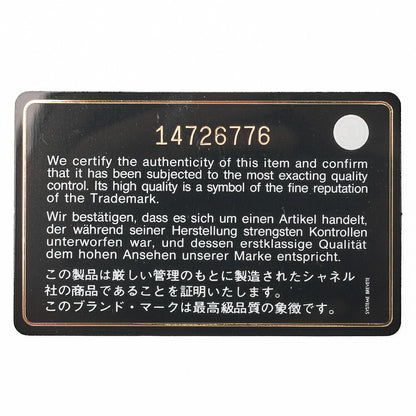 14726776
We certify the authenticity of this item and confirm
that it has been subjected to the most exacting quality
control. Its high quality is a symbol of the fine reputation
of the Trademark.
Wir bestätigen, dass es sich um einen Artikel handelt,
der während seiner Herstellung strengsten Kontrollen
unterworfen war, und dessen erstklassige Qualität
dem hohen Ansehen unserer Marke entspricht.
この製品は厳しい管理のもとに製造されたシャネル
社の商品であることを証明いたします。
このブランド・マークは最高級品質の象徴です。
SYSTEME BREVETE